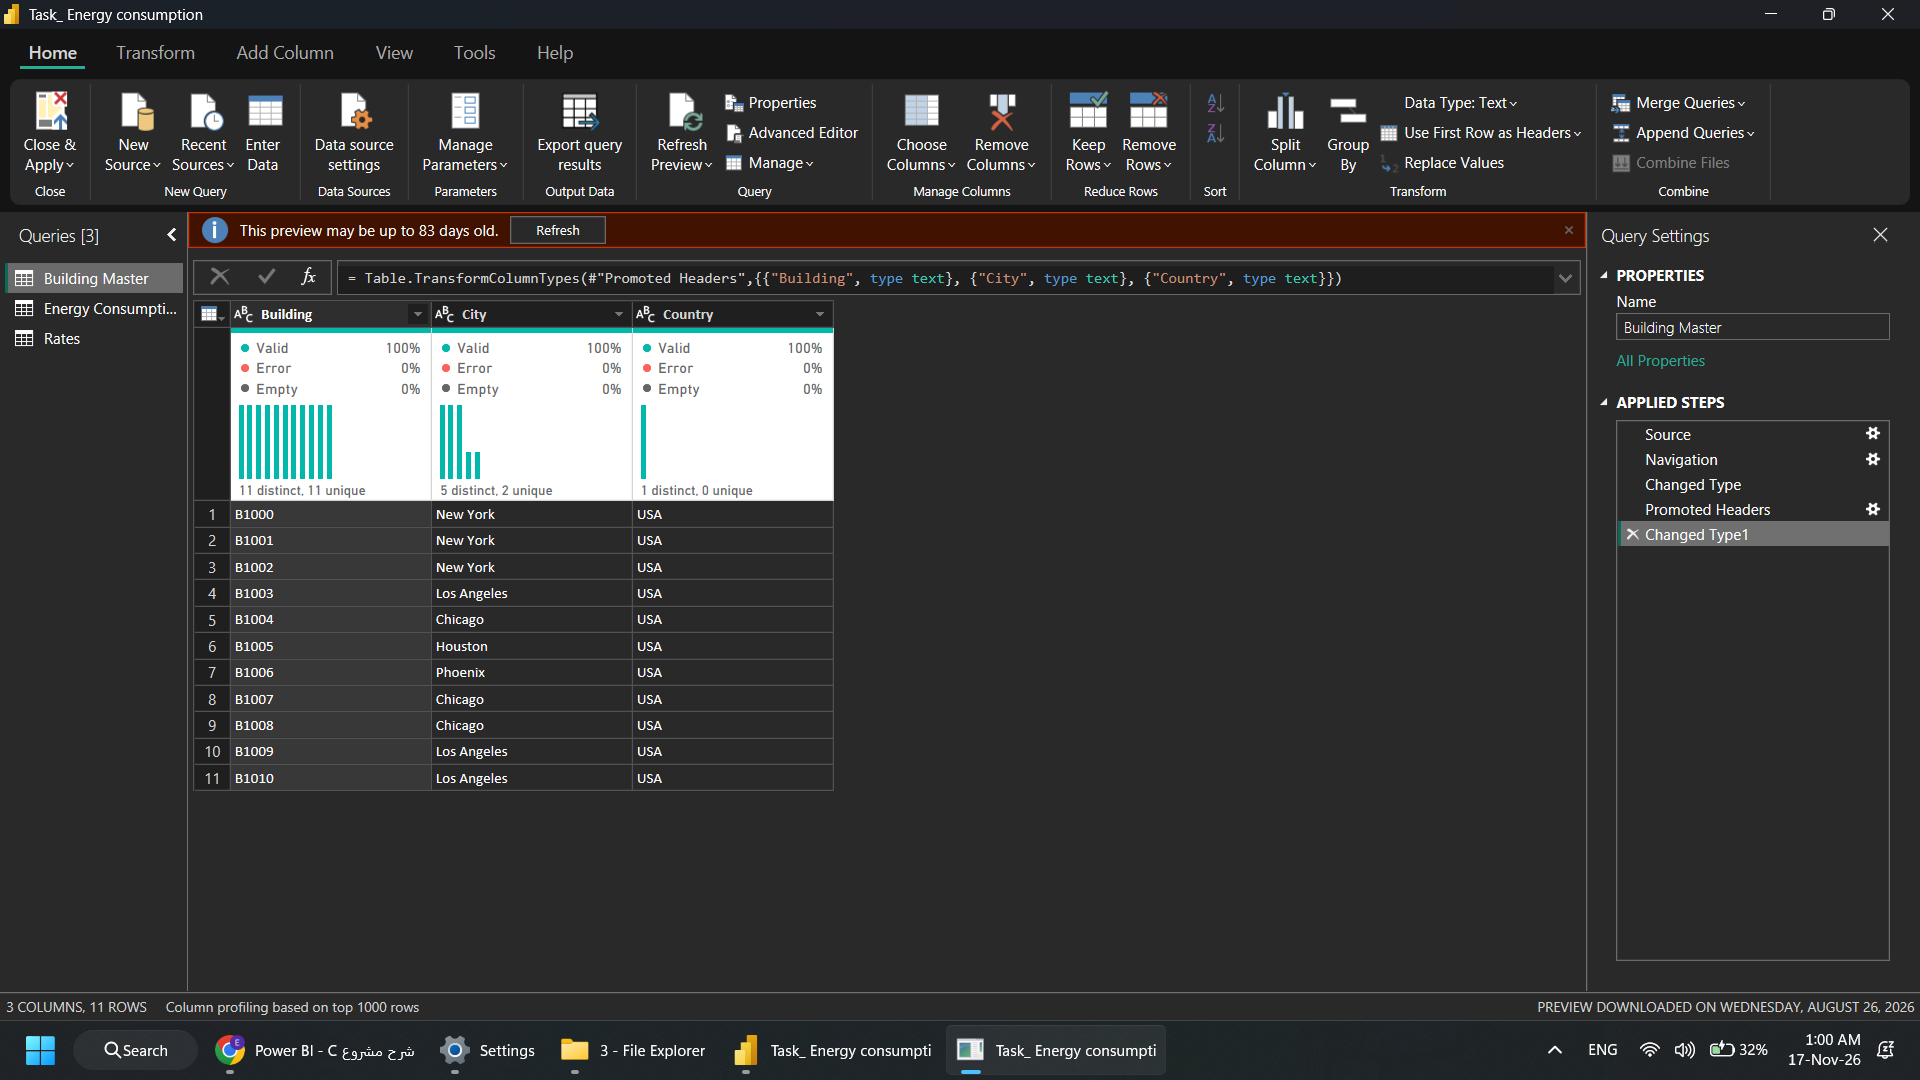 Task_ Energy consumption
Home Transform Add Column View Tools Help
Close & Apply
Close
New Source
Recent Sources
Enter Data
New Query
Data source settings
Data Sources
Manage Parameters
Parameters
Export query results
Output Data
Refresh Preview
Properties
Advanced Editor
Manage
Query
Choose Columns
Remove Columns
Manage Columns
Keep Rows
Remove Rows
Reduce Rows
A Z
Z A
Sort
Split Column
Group By
Data Type: Text
Use First Row as Headers
1 2 Replace Values
Transform
Merge Queries
Append Queries
Combine Files
Combine
Queries [3]
Building Master
Energy Consumpti...
Rates
This preview may be up to 83 days old. Refresh
fx = Table.TransformColumnTypes(#"Promoted Headers",{{"Building", type text}, {"City", type text}, {"Country", type text}})
ABC Building ABC City ABC Country
Valid 100% Valid 100% Valid 100%
Error 0% Error 0% Error 0%
Empty 0% Empty 0% Empty 0%
11 distinct, 11 unique 5 distinct, 2 unique 1 distinct, 0 unique
1 B1000 New York USA
2 B1001 New York USA
3 B1002 New York USA
4 B1003 Los Angeles USA
5 B1004 Chicago USA
6 B1005 Houston USA
7 B1006 Phoenix USA
8 B1007 Chicago USA
9 B1008 Chicago USA
10 B1009 Los Angeles USA
11 B1010 Los Angeles USA
Query Settings
PROPERTIES
Name
Building Master
All Properties
APPLIED STEPS
Source
Navigation
Changed Type
Promoted Headers
Changed Type1
3 COLUMNS, 11 ROWS Column profiling based on top 1000 rows PREVIEW DOWNLOADED ON WEDNESDAY, AUGUST 26, 2026
Search
E
Power BI - C شرح مشروع
Settings
3 - File Explorer
Task_ Energy consumpti
Task_ Energy consumpti
ENG
32%
1:00 AM
17-Nov-26